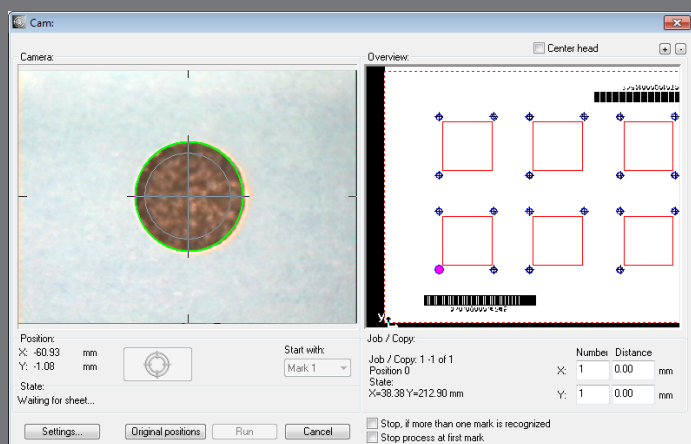 Cam:
Camera:
Center head
+ -
Overview:
Y
Position:
X: -60.93 mm
Y: -1.08 mm
Start with:
Mark 1
State:
Waiting for sheet...
Job / Copy:
Job / Copy: 1 -1 of 1
Position 0
State:
X=38.38 Y=212.90 mm
Number Distance
X: 1 0.00 mm
Y: 1 0.00 mm
Settings...
Original positions
Run
Cancel
Stop, if more than one mark is recognized
Stop process at first mark